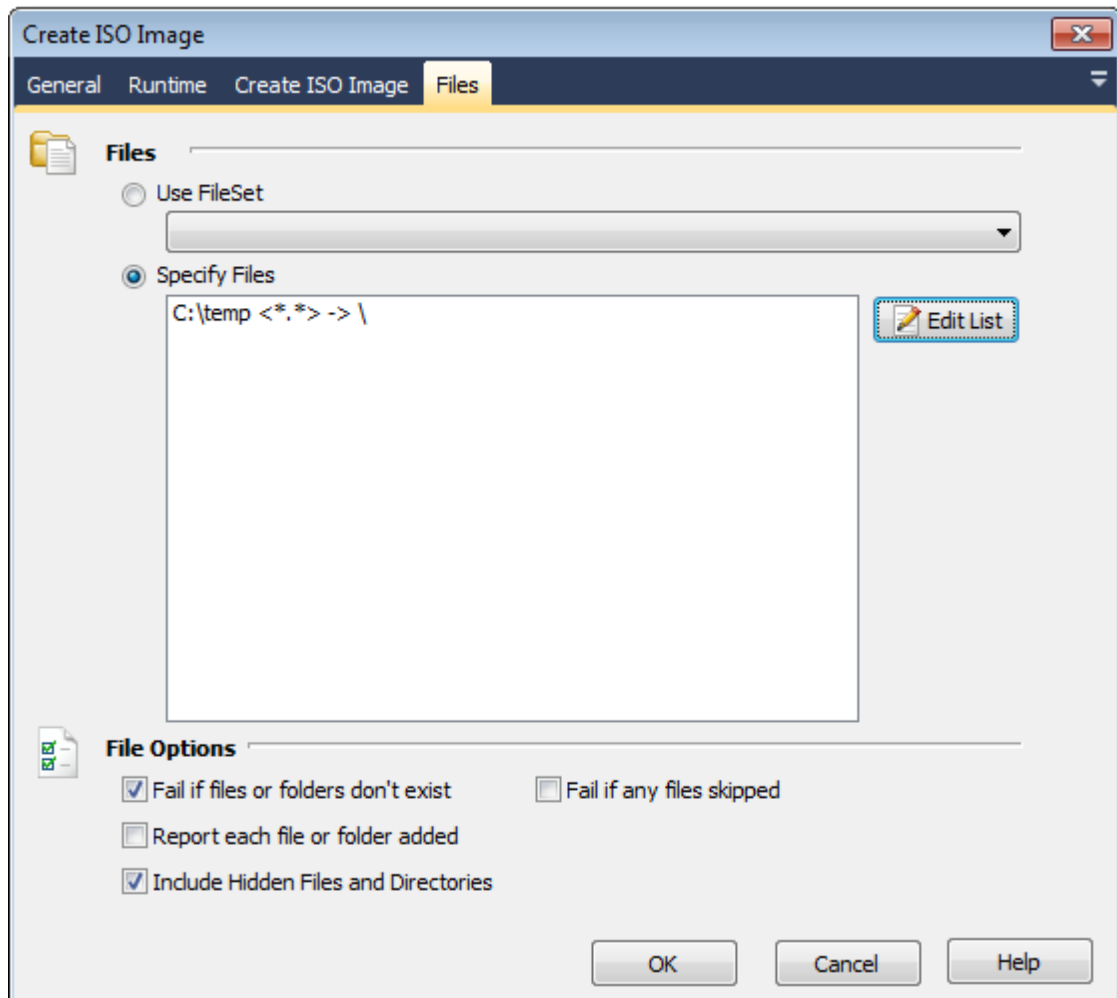 Create ISO Image
General Runtime Create ISO Image Files
Files
Use FileSet
Specify Files
C:\temp <*.*> -> \
Edit List
File Options
Fail if files or folders don't exist Fail if any files skipped
Report each file or folder added
Include Hidden Files and Directories
OK Cancel Help